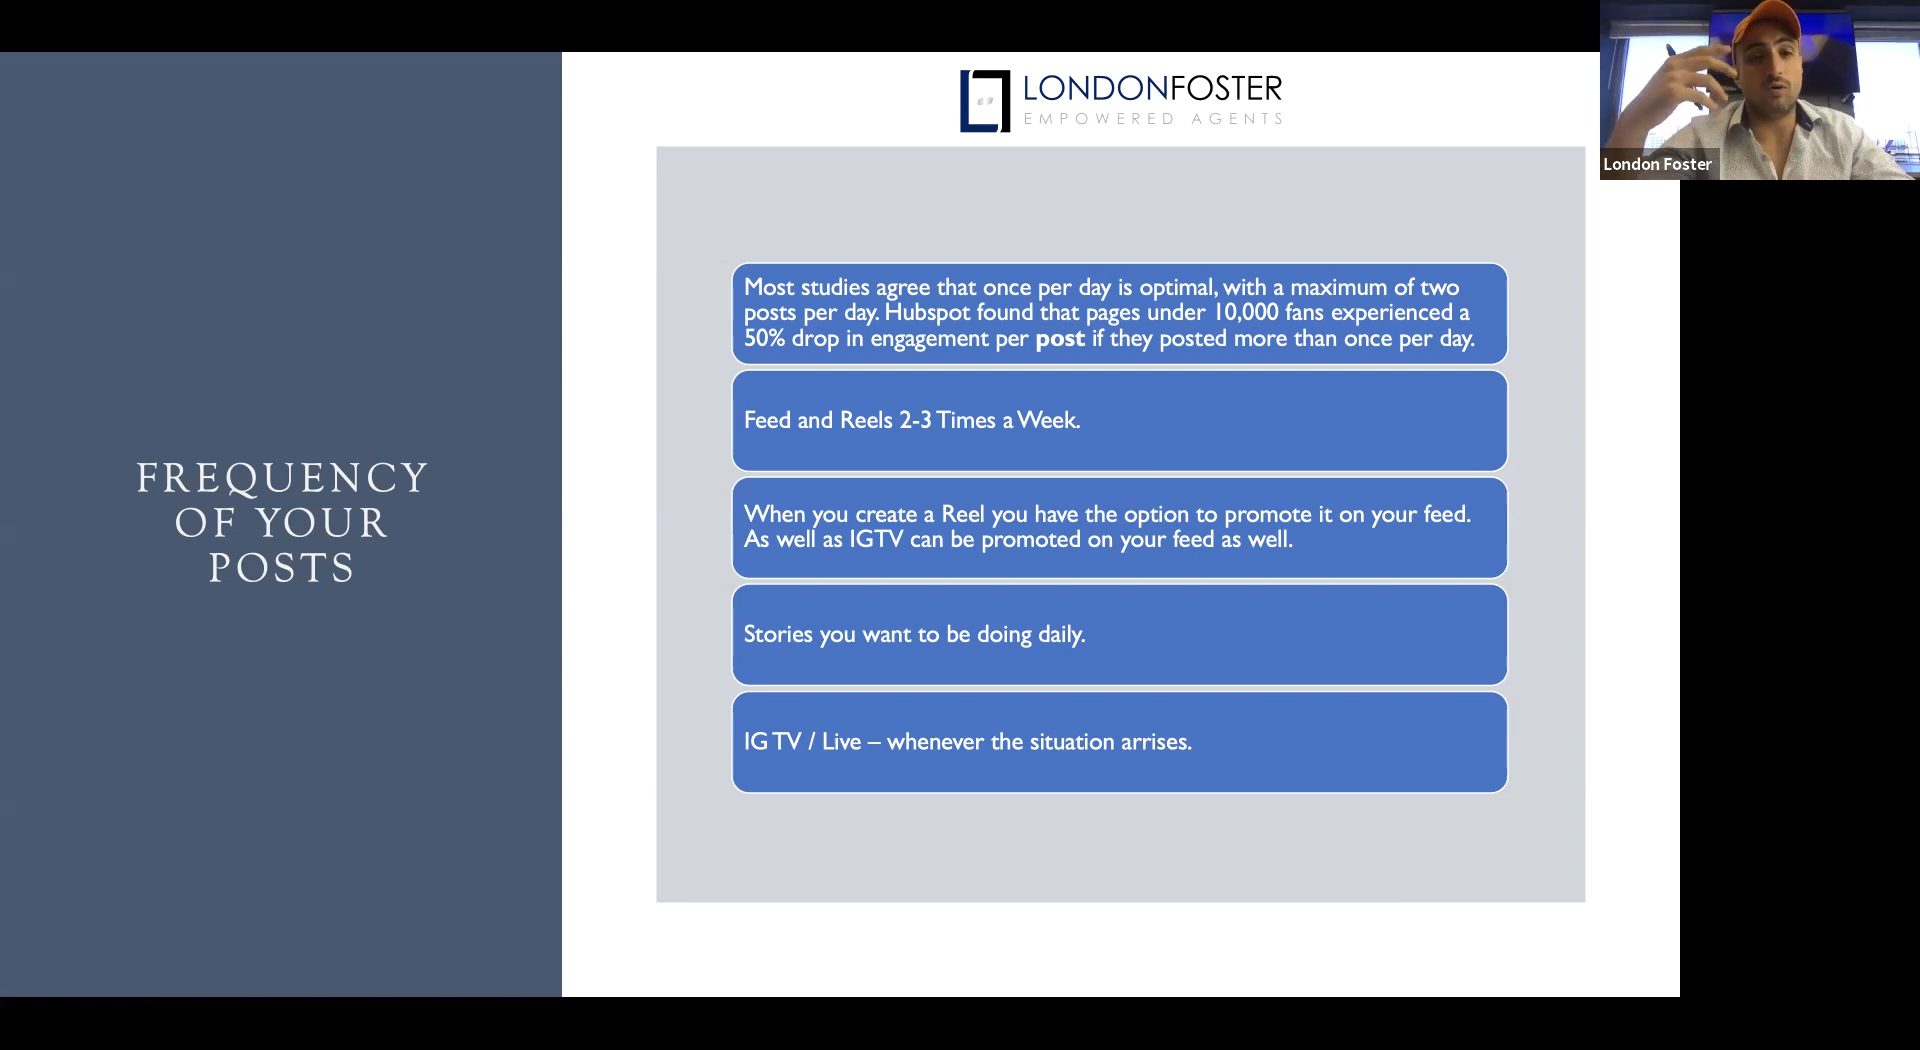 LONDONFOSTER
EMPOWERED AGENTS
London Foster
FREQUENCY
OF YOUR
POSTS
Most studies agree that once per day is optimal, with a maximum of two
posts per day. Hubspot found that pages under 10,000 fans experienced a
50% drop in engagement per post if they posted more than once per day.
Feed and Reels 2-3 Times a Week.
When you create a Reel you have the option to promote it on your feed.
As well as IGTV can be promoted on your feed as well.
Stories you want to be doing daily.
IG TV / Live – whenever the situation arrises.